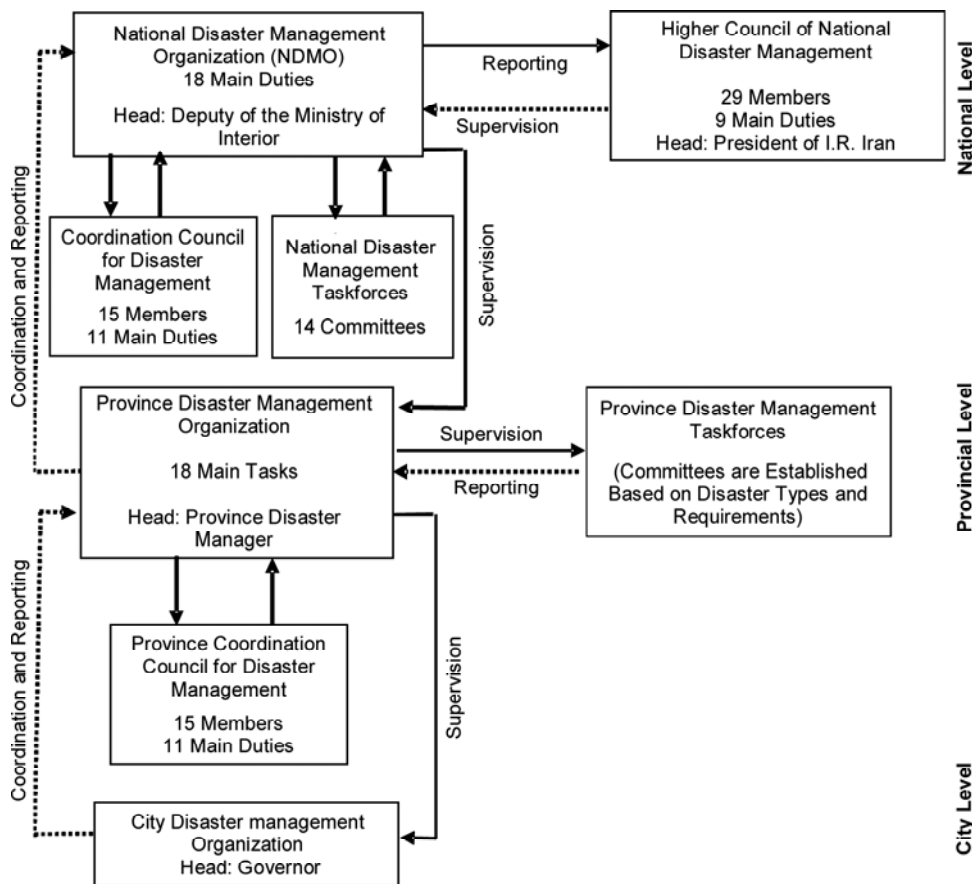 National Disaster Management
Organization (NDMO)
18 Main Duties
Head: Deputy of the Ministry of
Interior
Reporting
Supervision
Higher Council of National
Disaster Management
29 Members
9 Main Duties
Head: President of I.R. Iran
National Level
Coordination and Reporting
Coordination Council
for Disaster
Management
15 Members
11 Main Duties
National Disaster
Management
Taskforces
14 Committees
Supervision
Province Disaster Management
Organization
18 Main Tasks
Head: Province Disaster
Manager
Supervision
Reporting
Province Disaster Management
Taskforces
(Committees are Established
Based on Disaster Types and
Requirements)
Provincial Level
Coordination and Reporting
Province Coordination
Council for Disaster
Management
15 Members
11 Main Duties
Supervision
City Disaster management
Organization
Head: Governor
City Level